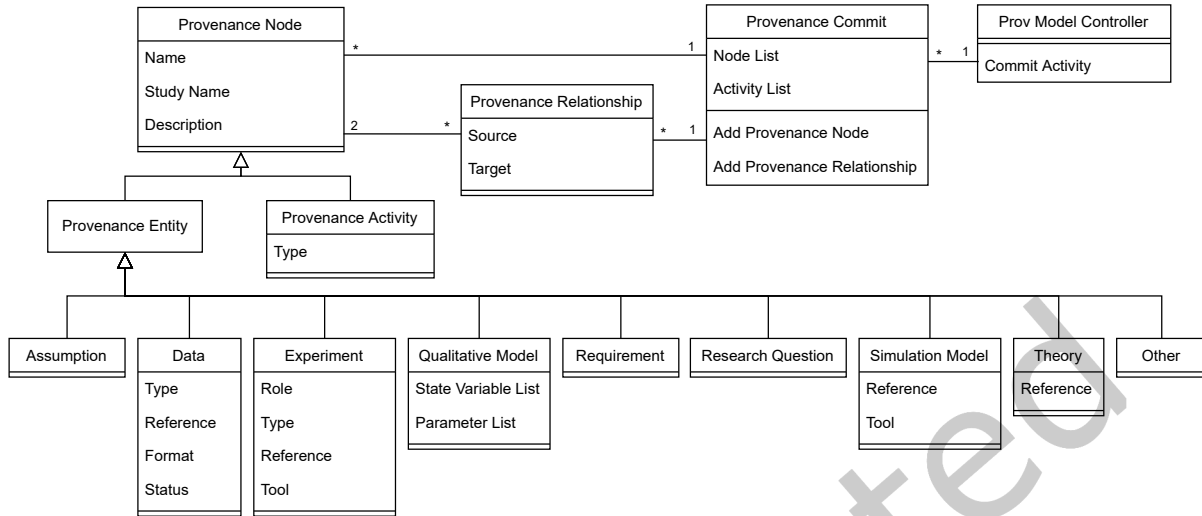 Provenance Node
Name
Study Name
Description
*
1
2
*
Provenance Relationship
Source
Target
*
1
Provenance Commit
Node List
Activity List
Add Provenance Node
Add Provenance Relationship
*
1
Prov Model Controller
Commit Activity
Provenance Entity
Provenance Activity
Type
Assumption
Data
Type
Reference
Format
Status
Experiment
Role
Type
Reference
Tool
Qualitative Model
State Variable List
Parameter List
Requirement
Research Question
Simulation Model
Reference
Tool
Theory
Reference
Other
ted